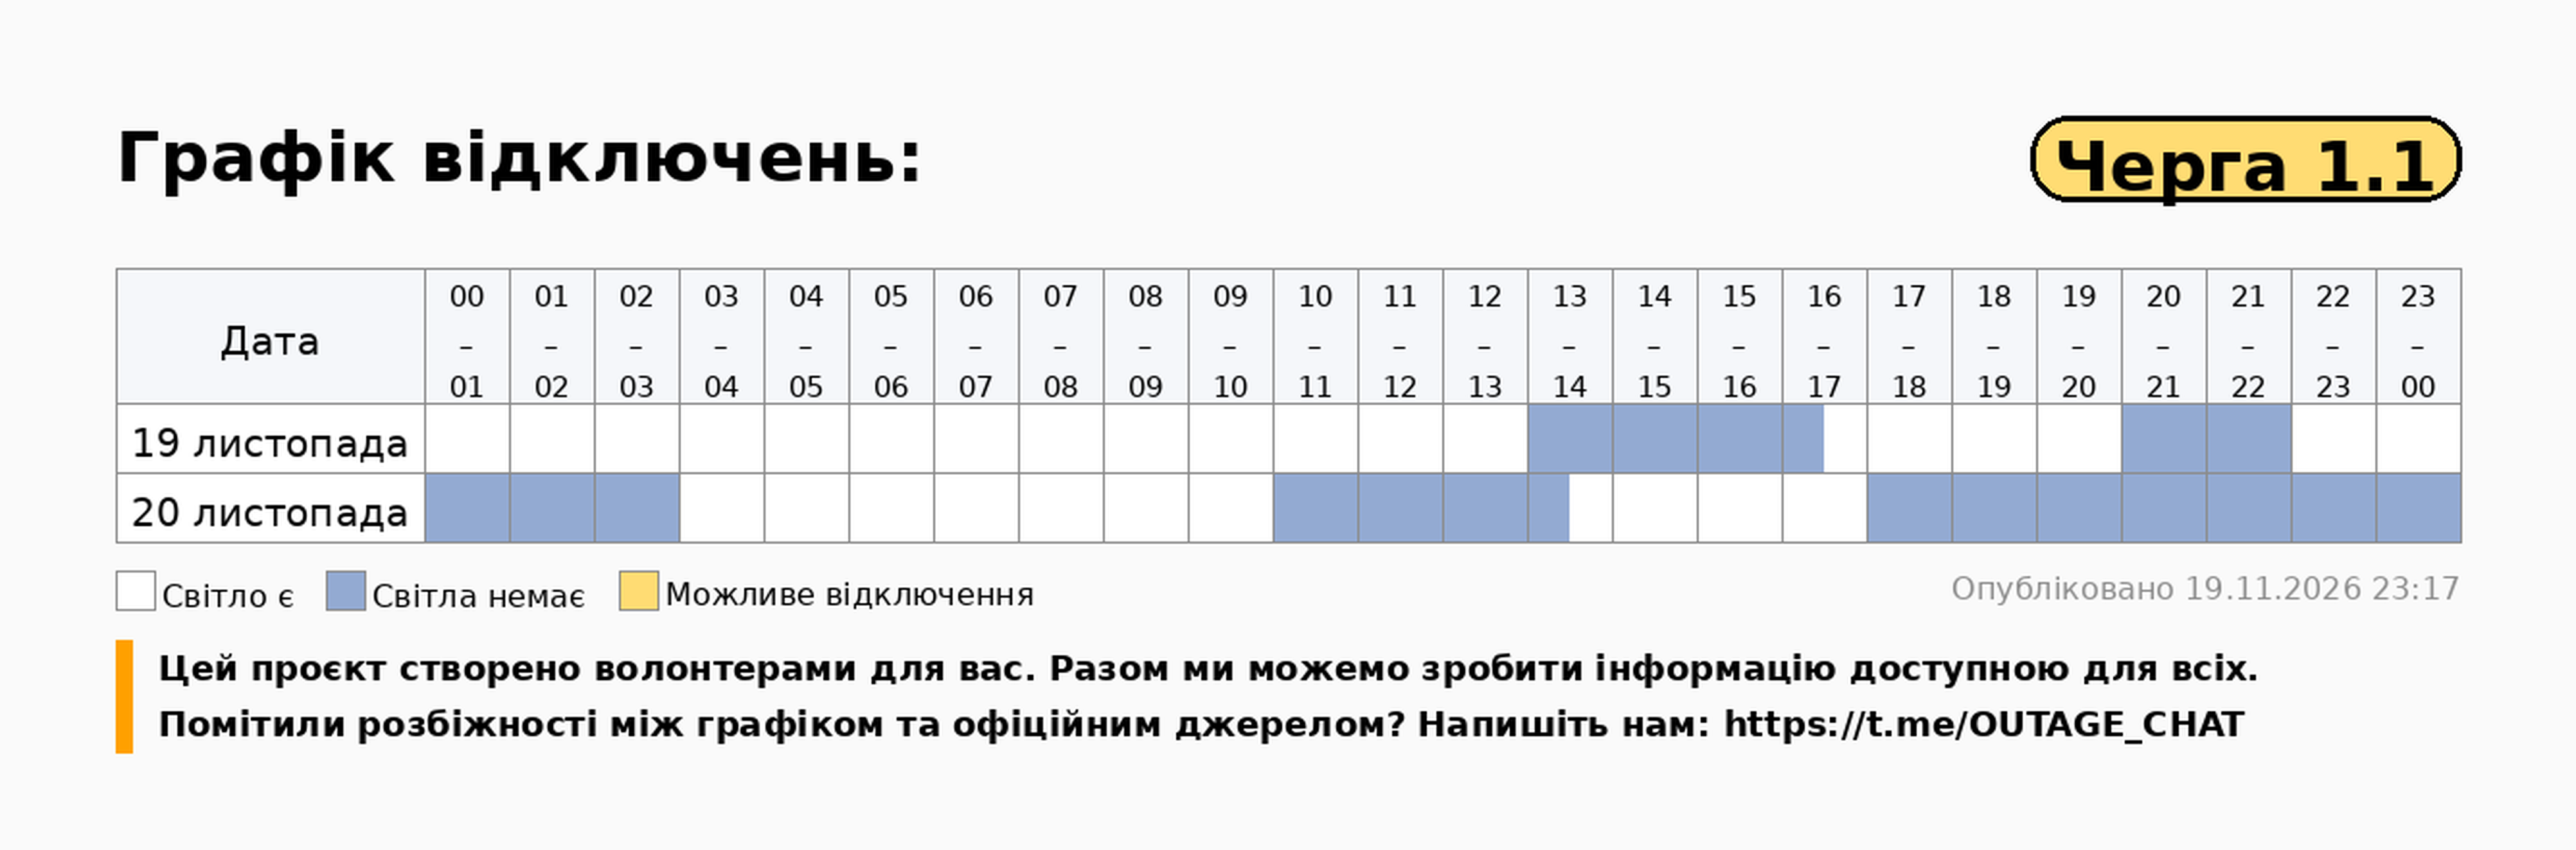 Графік відключень:
Черга 1.1
Дата 00 – 01 01 – 02 02 – 03 03 – 04 04 – 05 05 – 06 06 – 07 07 – 08 08 – 09 09 – 10 10 – 11 11 – 12 12 – 13 13 – 14 14 – 15 15 – 16 16 – 17 17 – 18 18 – 19 19 – 20 20 – 21 21 – 22 22 – 23 23 – 00
19 листопада
20 листопада
Світло є Світла немає Можливе відключення
Опубліковано 19.11.2026 23:17
Цей проєкт створено волонтерами для вас. Разом ми можемо зробити інформацію доступною для всіх.
Помітили розбіжності між графіком та офіційним джерелом? Напишіть нам: https://t.me/OUTAGE_CHAT